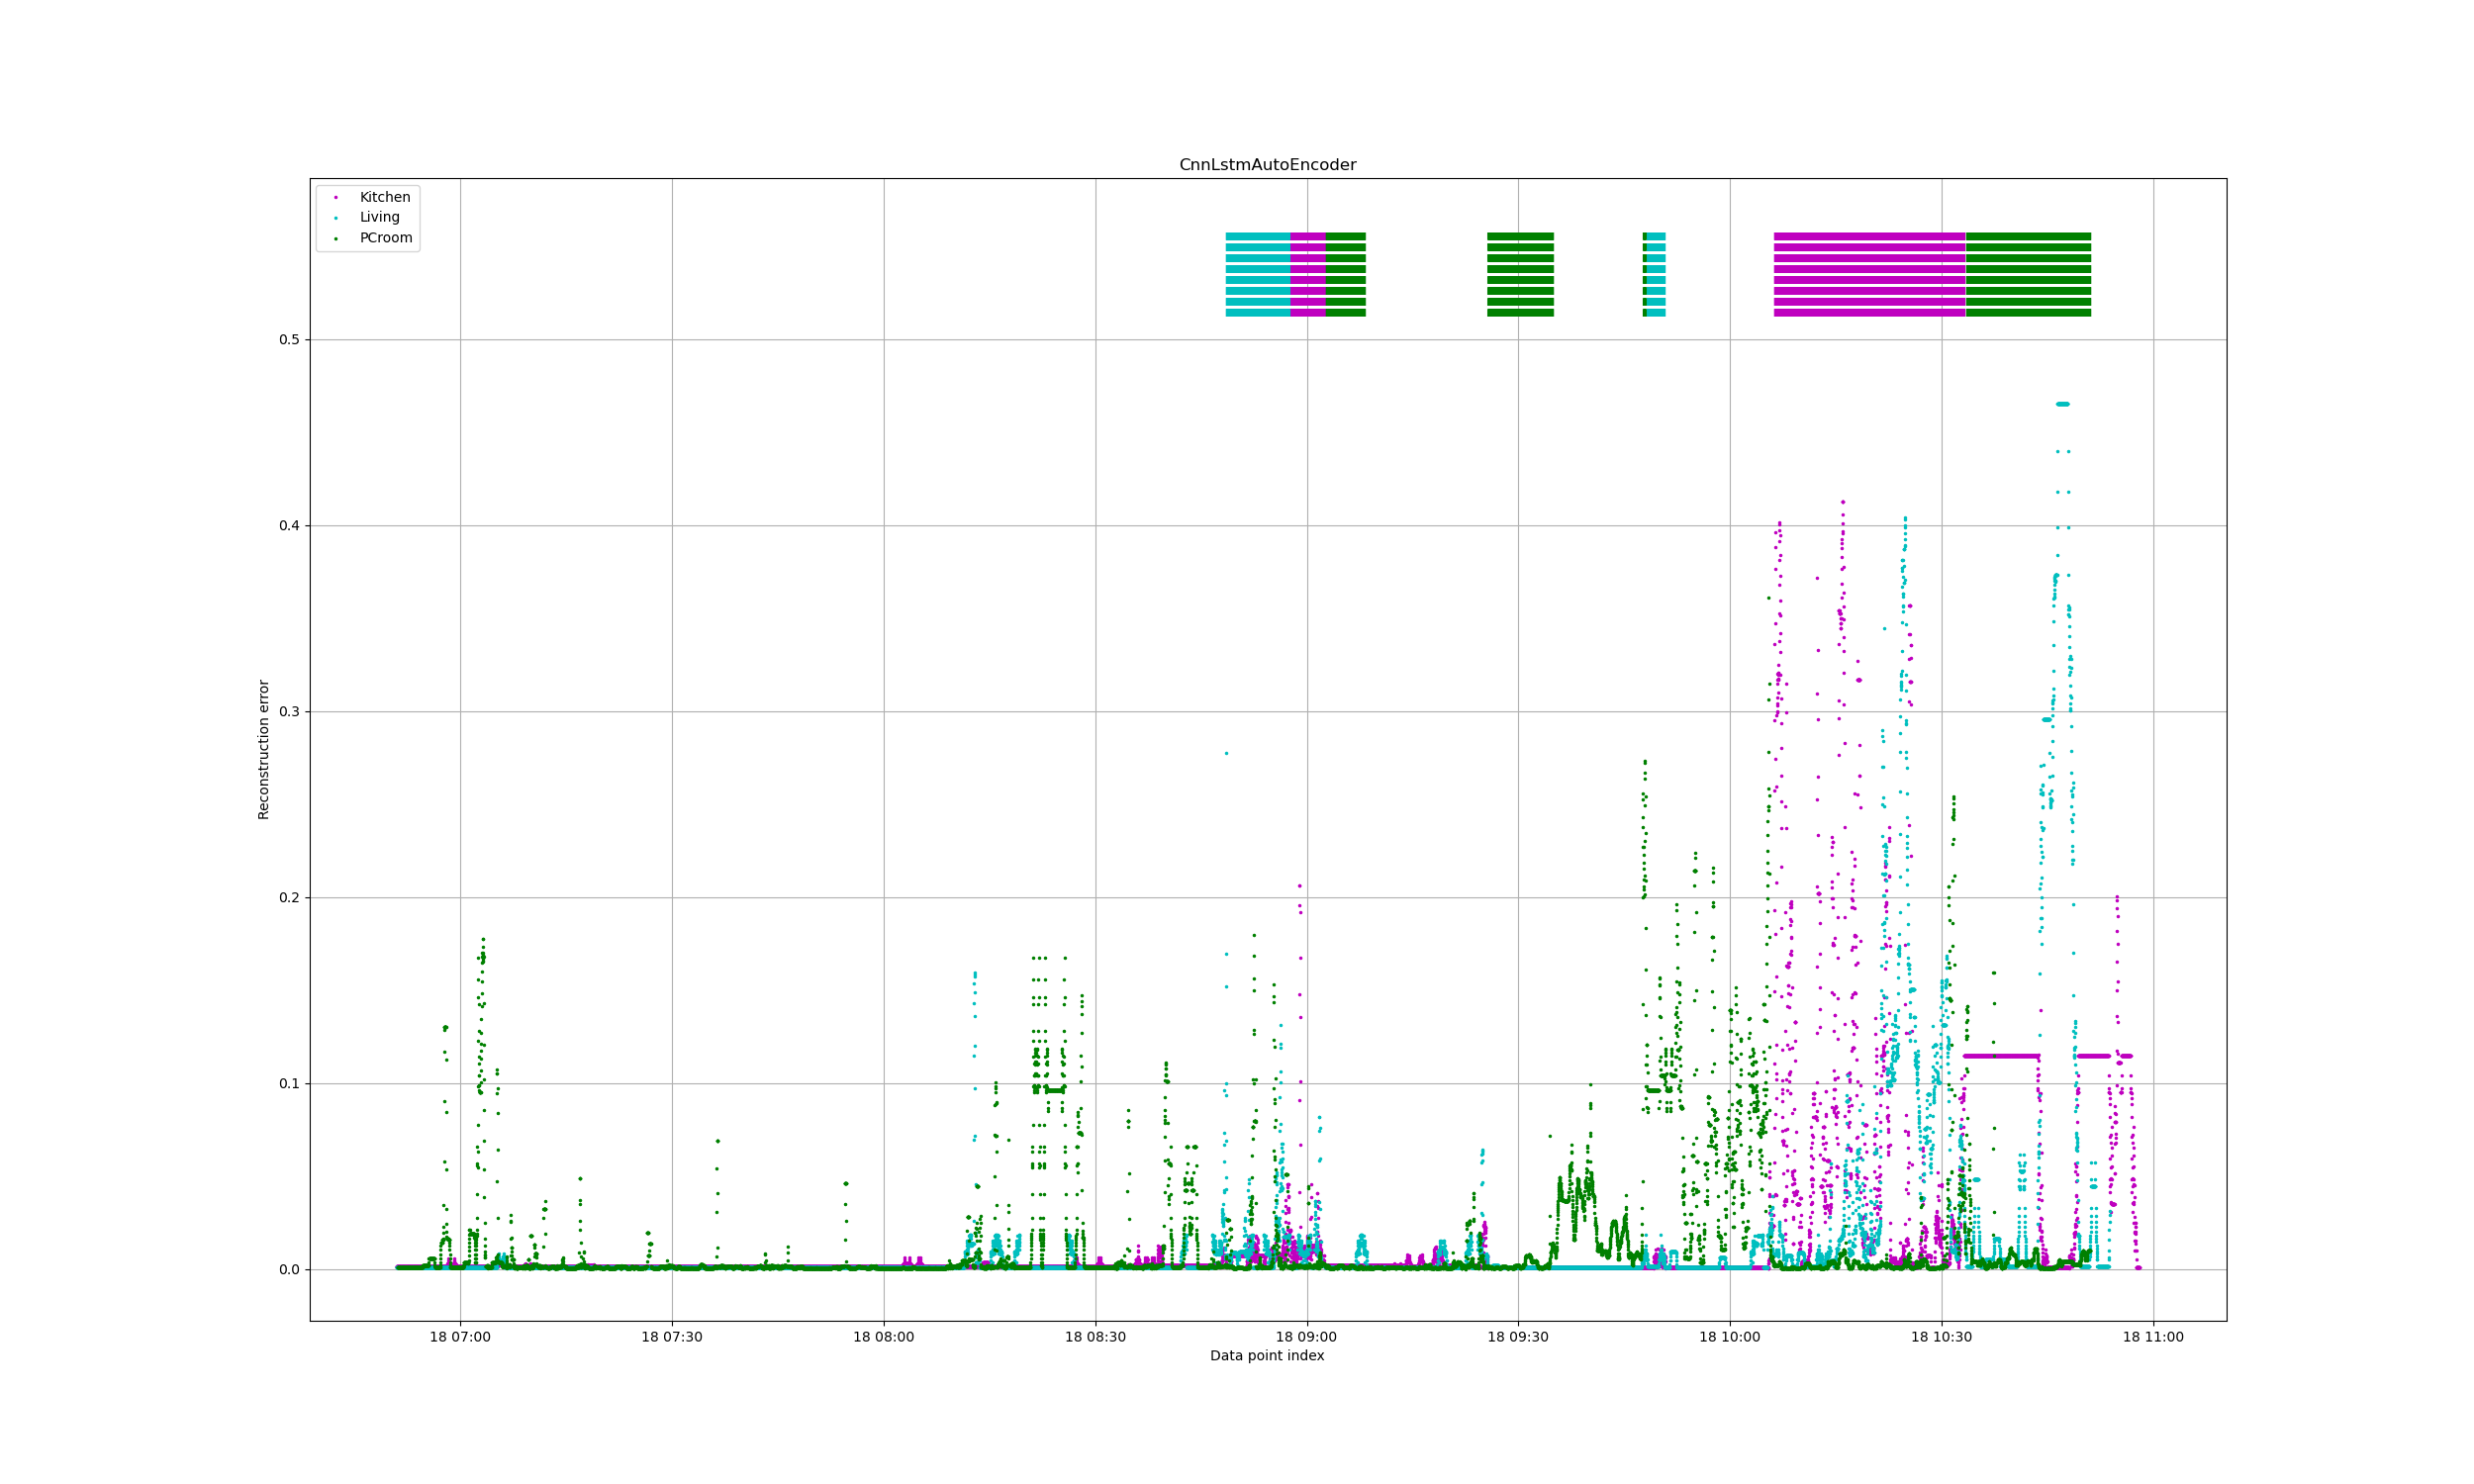 CnnLstmAutoEncoder
Kitchen
Living
PCroom
Reconstruction error
0.5
0.4
0.3
0.2
0.1
0.0
18 07:00 18 07:30 18 08:00 18 08:30 18 09:00 18 09:30 18 10:00 18 10:30 18 11:00
Data point index